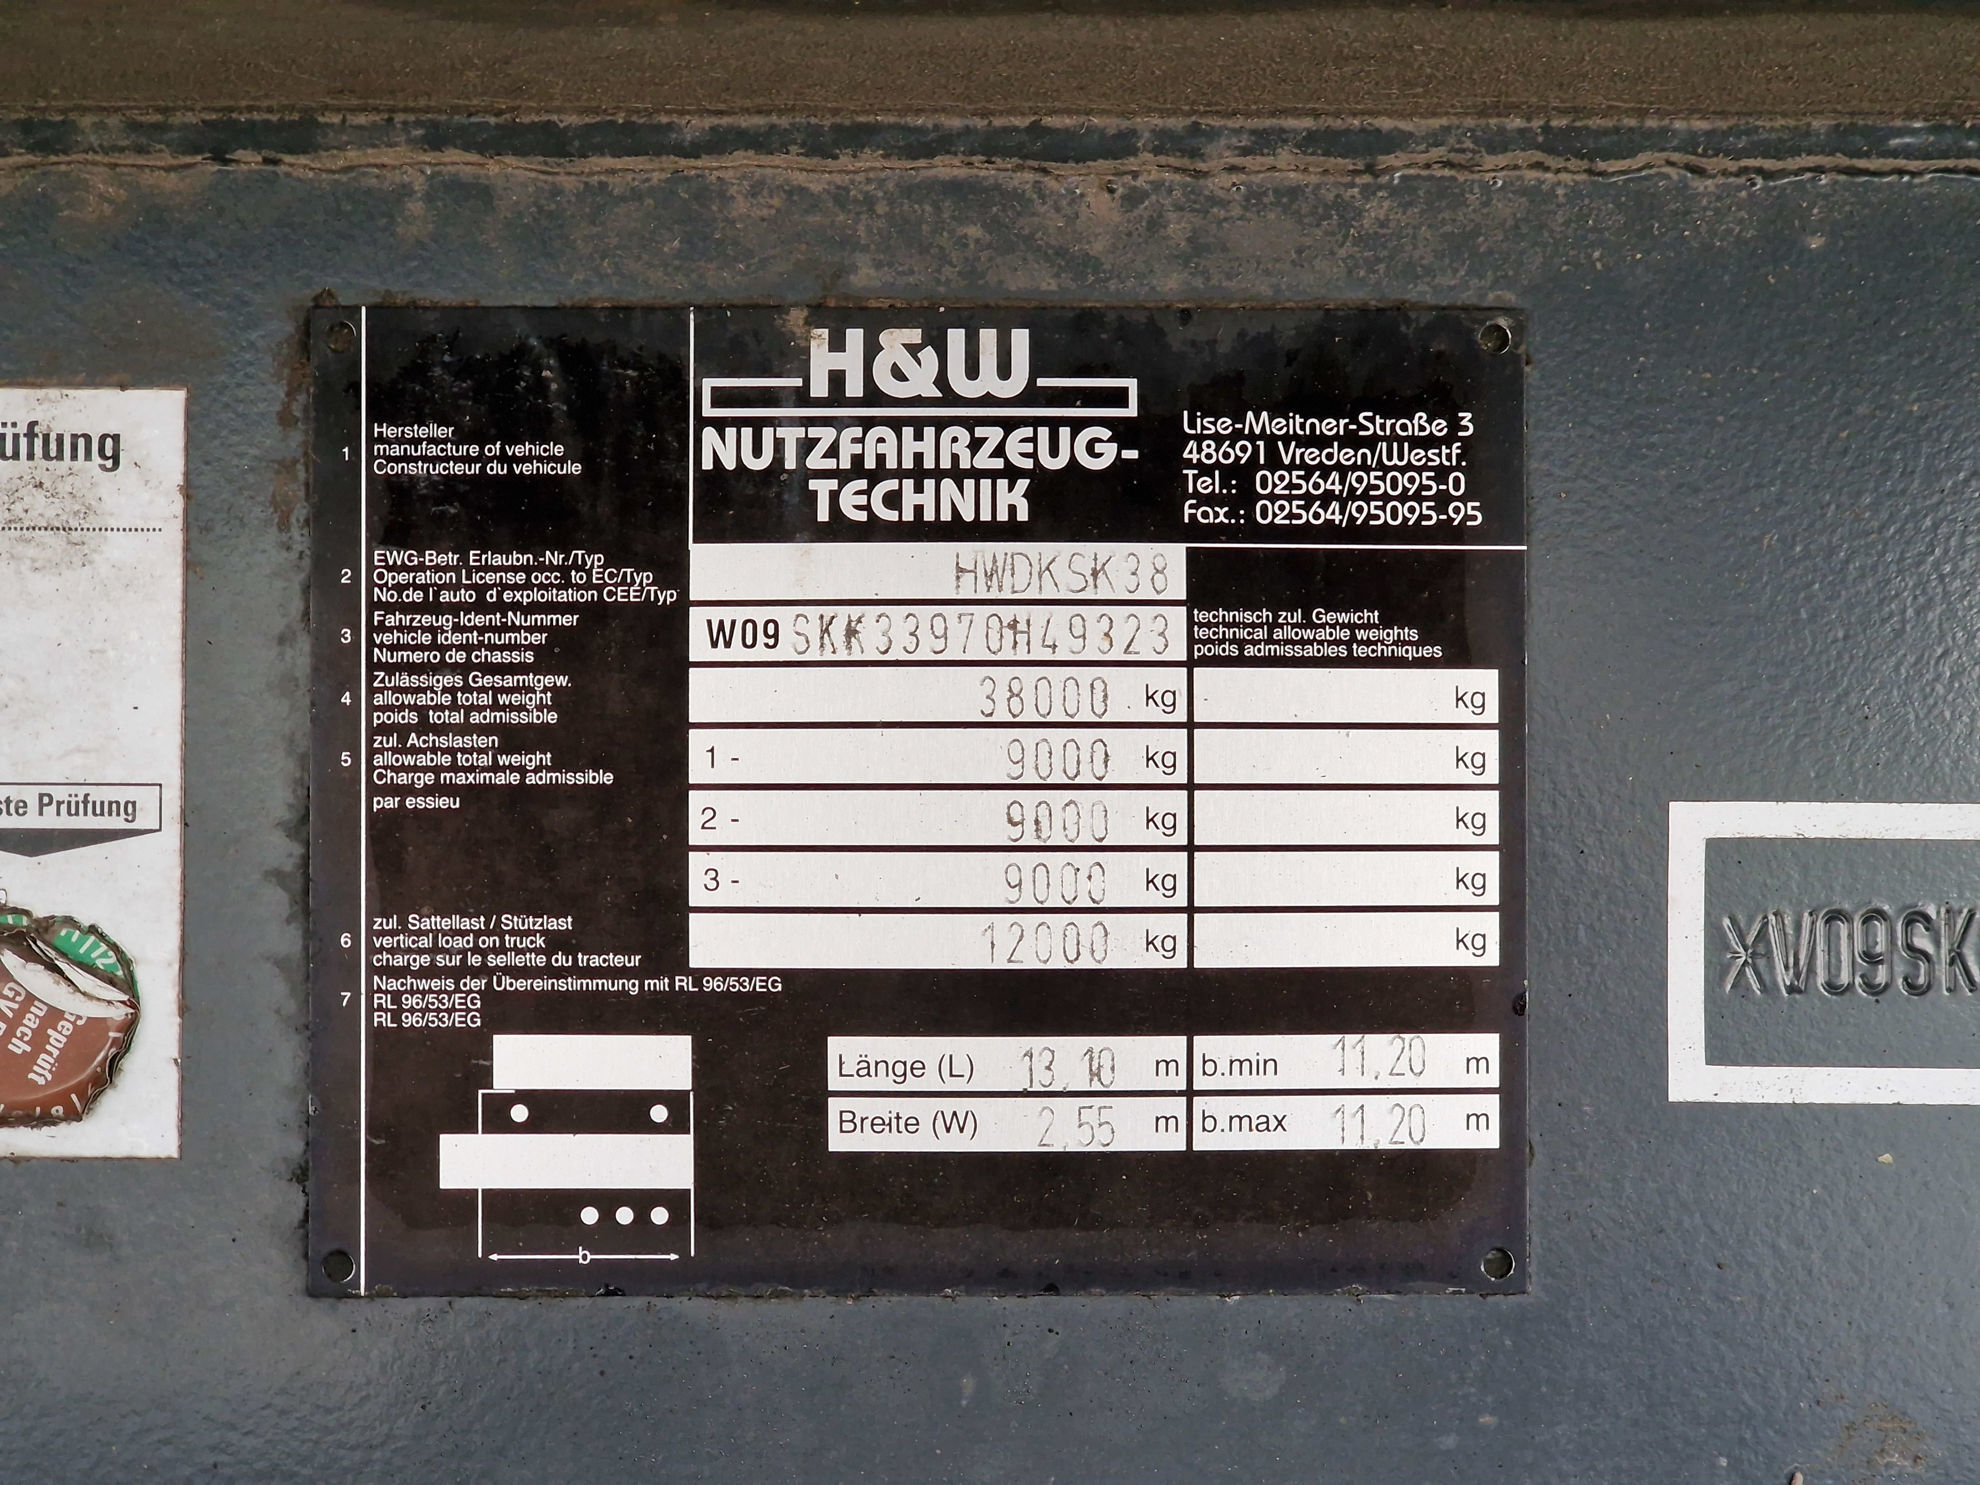 üfung
ste Prüfung
1/12
Geprüft
nach
H&W
NUTZFAHRZEUG-
TECHNIK
Lise-Meitner-Straße 3
48691 Vreden/Westf.
Tel.: 02564/95095-0
Fax.: 02564/95095-95
1
Hersteller
manufacture of vehicle
Constructeur du vehicule
2
EWG-Betr. Erlaubn.-Nr./Typ
Operation License occ. to EC/Typ
No.de l`auto d`exploitation CEE/Typ
HWDKSK38
3
Fahrzeug-Ident-Nummer
vehicle ident-number
Numero de chassis
W09SKK33970H49323
technisch zul. Gewicht
technical allowable weights
poids admissables techniques
4
Zulässiges Gesamtgew.
allowable total weight
poids total admissible
38000 kg
kg
5
zul. Achslasten
allowable total weight
Charge maximale admissible
par essieu
1 - 9000 kg
kg
2 - 9000 kg
kg
3 - 9000 kg
kg
6
zul. Sattellast / Stützlast
vertical load on truck
charge sur le sellette du tracteur
12000 kg
kg
7
Nachweis der Übereinstimmung mit RL 96/53/EG
RL 96/53/EG
RL 96/53/EG
Länge (L) 13,10 m
b.min 11,20 m
Breite (W) 2,55 m
b.max 11,20 m
b
*W09SK